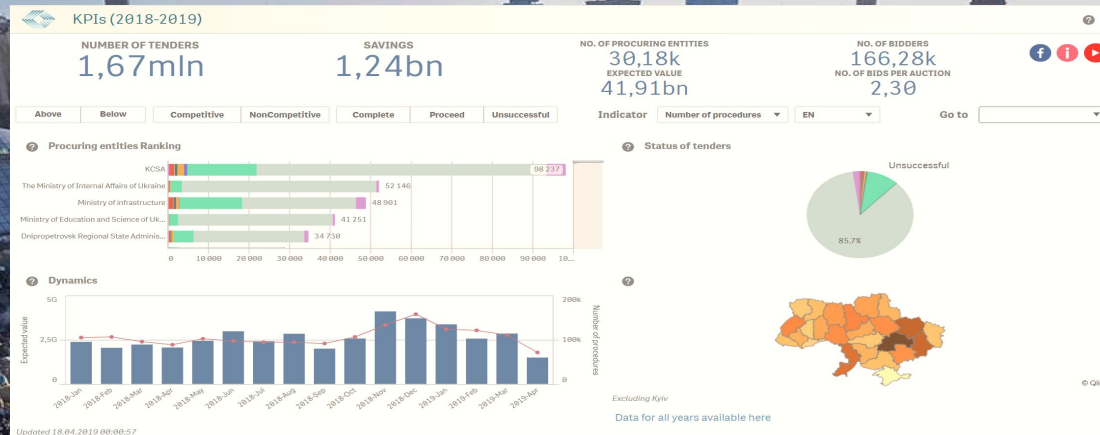 KPIs (2018-2019)
NUMBER OF TENDERS
1,67mln
SAVINGS
1,24bn
NO. OF PROCURING ENTITIES
30,18k
EXPECTED VALUE
41,91bn
NO. OF BIDDERS
166,28k
NO. OF BIDS PER AUCTION
2,30
Above Below Competitive NonCompetitive Complete Proceed Unsuccessful Indicator Number of procedures EN Go to
? Procuring entities Ranking
KCSA 98 237
The Ministry of Internal Affairs of Ukraine 52 146
Ministry of infrastructure 48 901
Ministry of Education and Science of Uk... 41 251
Dnipropetrovsk Regional State Adminis... 34 730
0 10 000 20 000 30 000 40 000 50 000 60 000 70 000 80 000 90 000 10...
? Status of tenders
Unsuccessful
85.7%
? Dynamics
5G 200k
2,5G 100k
0 0
Expected value
Number of procedures
2018-Jan 2018-Feb 2018-Mar 2018-Apr 2018-May 2018-Jun 2018-Jul 2018-Aug 2018-Sep 2018-Oct 2018-Nov 2018-Dec 2019-Jan 2019-Feb 2019-Mar 2019-Apr
?
© Qli
Excluding Kyiv
Data for all years available here
Updated 18.04.2019 00:00:57